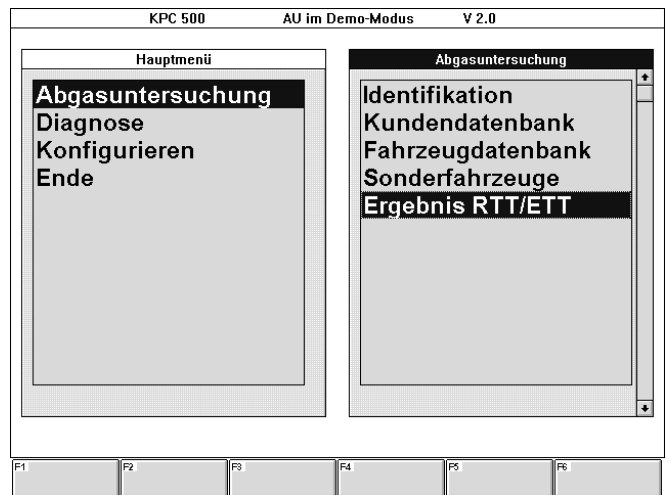 KPC 500 AU im Demo-Modus V 2.0
Hauptmenü
Abgasuntersuchung
Diagnose
Konfigurieren
Ende
Abgasuntersuchung
Identifikation
Kundendatenbank
Fahrzeugdatenbank
Sonderfahrzeuge
Ergebnis RTT/ETT
F1 F2 F3 F4 F5 F6